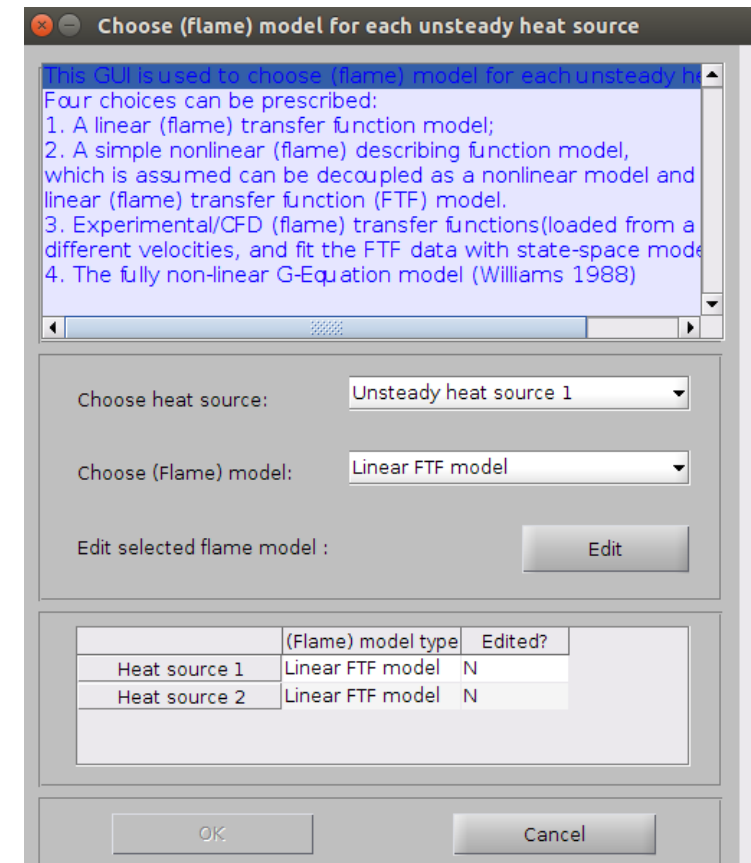 Choose (flame) model for each unsteady heat source
This GUI is used to choose (flame) model for each unsteady he
Four choices can be prescribed:
1. A linear (flame) transfer function model;
2. A simple nonlinear (flame) describing function model,
which is assumed can be decoupled as a nonlinear model and
linear (flame) transfer function (FTF) model.
3. Experimental/CFD (flame) transfer functions(loaded from a
different velocities, and fit the FTF data with state-space mode
4. The fully non-linear G-Equation model (Williams 1988)
Choose heat source: Unsteady heat source 1
Choose (Flame) model: Linear FTF model
Edit selected flame model : Edit
(Flame) model type Edited?
Heat source 1 Linear FTF model N
Heat source 2 Linear FTF model N
OK Cancel